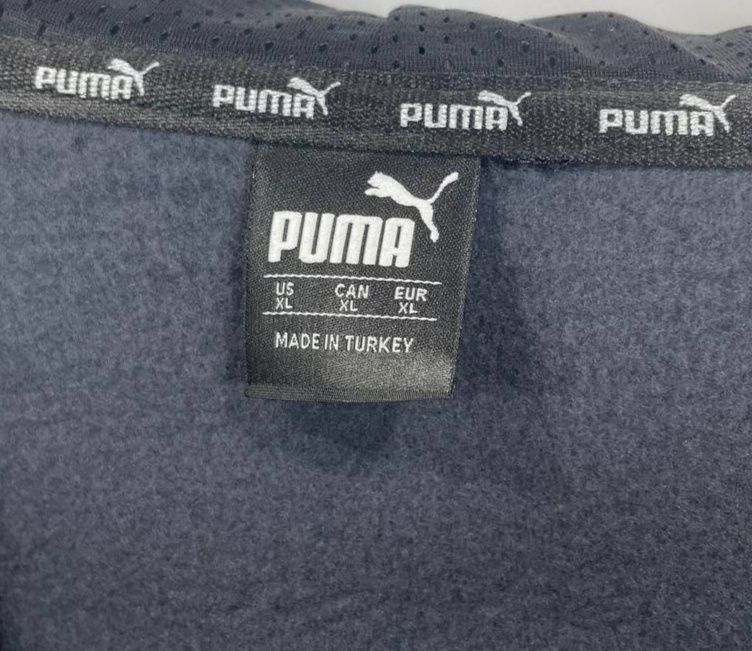 PUMA PUMA PUMA PUMA
PUMA
US CAN EUR
XL XL XL
MADE IN TURKEY